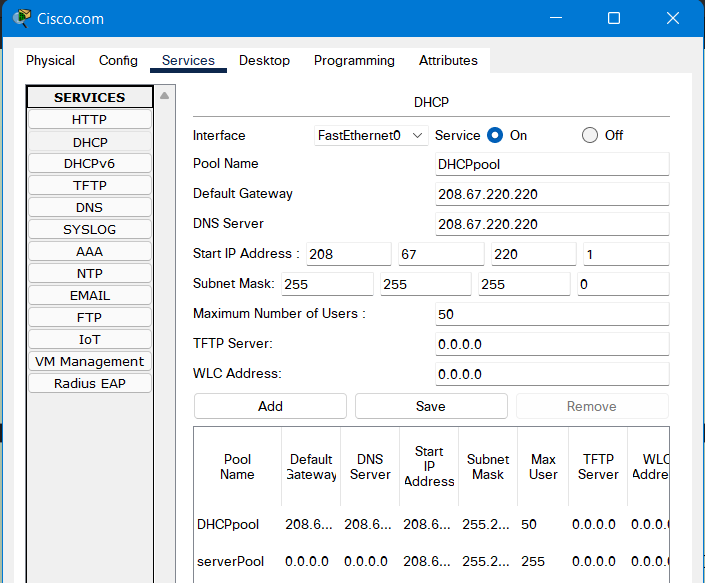 Cisco.com
Physical Config Services Desktop Programming Attributes
SERVICES
HTTP
DHCP
DHCPv6
TFTP
DNS
SYSLOG
AAA
NTP
EMAIL
FTP
IoT
VM Management
Radius EAP
DHCP
Interface FastEthernet0 Service On Off
Pool Name DHCPpool
Default Gateway 208.67.220.220
DNS Server 208.67.220.220
Start IP Address : 208 67 220 1
Subnet Mask: 255 255 255 0
Maximum Number of Users : 50
TFTP Server: 0.0.0.0
WLC Address: 0.0.0.0
Add Save Remove
Pool Name Default Gateway DNS Server Start IP Address Subnet Mask Max User TFTP Server WLC Addre
DHCPpool 208.6... 208.6... 208.6... 255.2... 50 0.0.0.0 0.0.0.
serverPool 0.0.0.0 0.0.0.0 208.6... 255.2... 255 0.0.0.0 0.0.0.